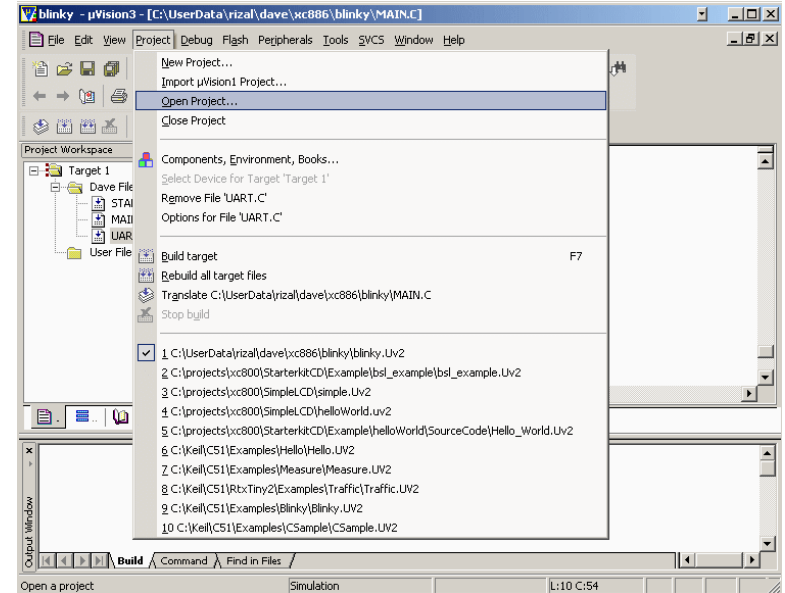 blinky - µVision3 - [C:\UserData\rizal\dave\xc886\blinky\MAIN.C]
File Edit View Project Debug Flash Peripherals Tools SVCS Window Help
New Project...
Import µVision1 Project...
Open Project...
Close Project
Project Workspace
Components, Environment, Books...
Target 1
Select Device for Target 'Target 1'
Dave File
Remove File 'UART.C'
STA
MAI
Options for File 'UART.C'
UAR
User File
Build target F7
Rebuild all target files
Translate C:\UserData\rizal\dave\xc886\blinky\MAIN.C
Stop build
1 C:\UserData\rizal\dave\xc886\blinky\blinky.Uv2
2 C:\projects\xc800\StarterkitCD\Example\bsl_example\bsl_example.Uv2
3 C:\projects\xc800\SimpleLCD\simple.Uv2
4 C:\projects\xc800\SimpleLCD\helloWorld.uv2
5 C:\projects\xc800\StarterkitCD\Example\helloWorld\SourceCode\Hello_World.Uv2
6 C:\Keil\C51\Examples\Hello\Hello.UV2
7 C:\Keil\C51\Examples\Measure\Measure.UV2
8 C:\Keil\C51\RtxTiny2\Examples\Traffic\Traffic.UV2
9 C:\Keil\C51\Examples\Blinky\Blinky.UV2
10 C:\Keil\C51\Examples\CSample\CSample.UV2
Output Window
Build Command Find in Files
Open a project Simulation L:10 C:54